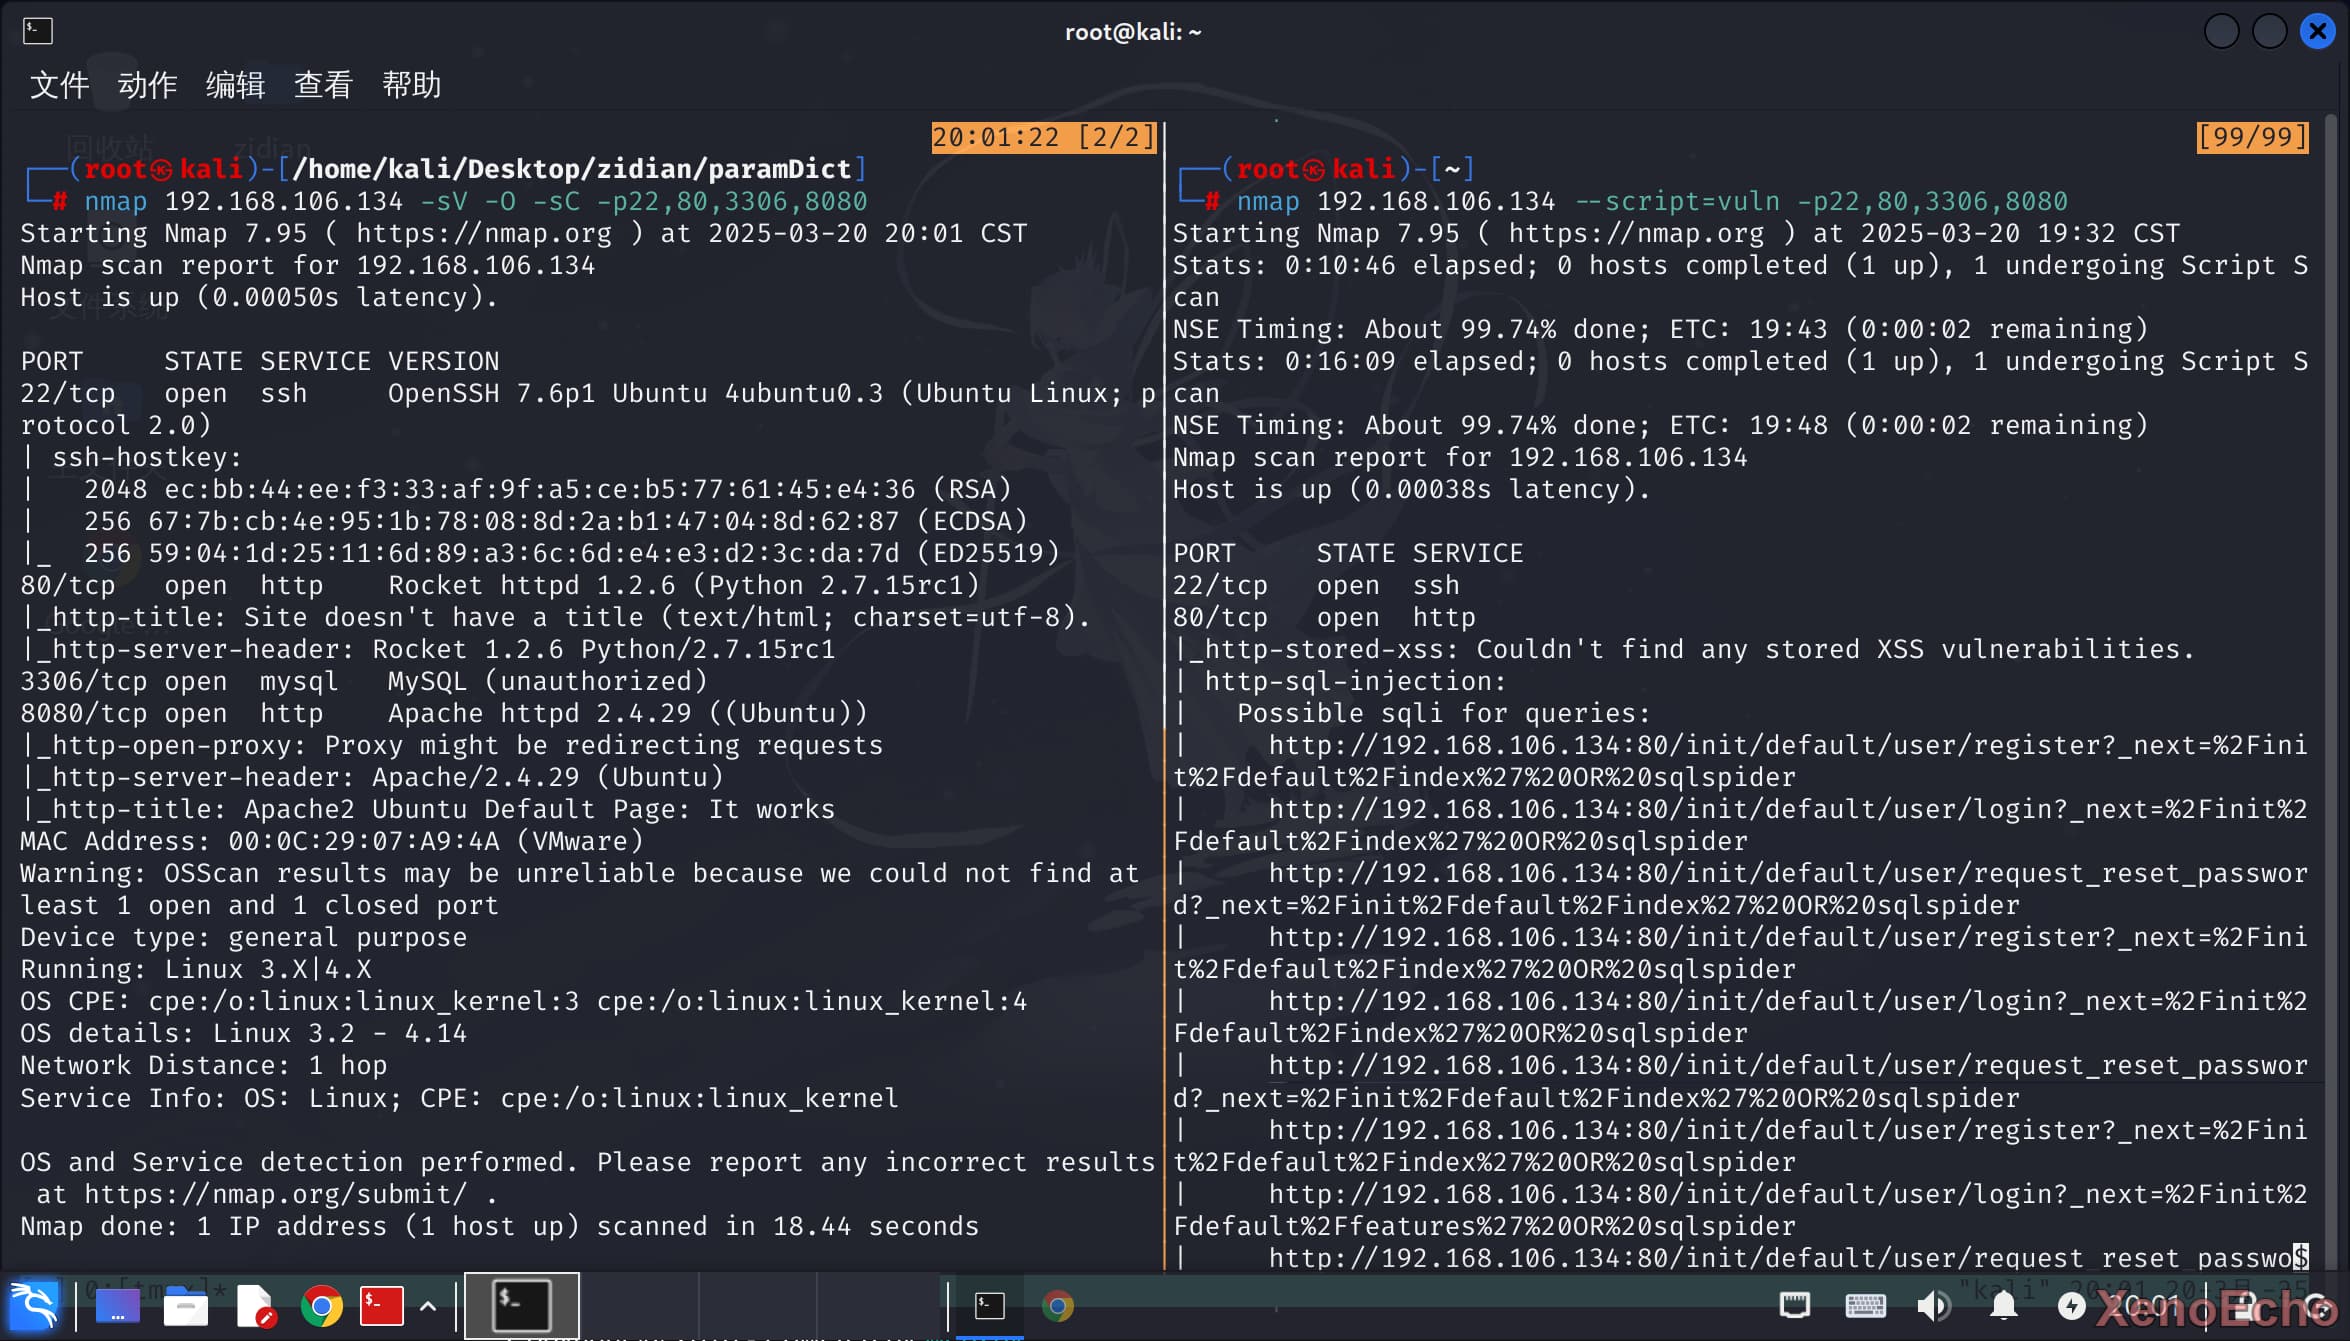 root@kali: ~
文件 动作 编辑 查看 帮助
回收站 zidian
20:01:22 [2/2]
(root㉿kali)-[/home/kali/Desktop/zidian/paramDict]
# nmap 192.168.106.134 -sV -O -sC -p22,80,3306,8080
Starting Nmap 7.95 ( https://nmap.org ) at 2025-03-20 20:01 CST
Nmap scan report for 192.168.106.134
Host is up (0.00050s latency).
文件系统
PORT     STATE SERVICE VERSION
22/tcp   open  ssh     OpenSSH 7.6p1 Ubuntu 4ubuntu0.3 (Ubuntu Linux; p
rotocol 2.0)
| ssh-hostkey:
|   2048 ec:bb:44:ee:f3:33:af:9f:a5:ce:b5:77:61:45:e4:36 (RSA)
|   256 67:7b:cb:4e:95:1b:78:08:8d:2a:b1:47:04:8d:62:87 (ECDSA)
|_  256 59:04:1d:25:11:6d:89:a3:6c:6d:e4:e3:d2:3c:da:7d (ED25519)
80/tcp   open  http    Rocket httpd 1.2.6 (Python 2.7.15rc1)
|_http-title: Site doesn't have a title (text/html; charset=utf-8).
|_http-server-header: Rocket 1.2.6 Python/2.7.15rc1
3306/tcp open  mysql   MySQL (unauthorized)
8080/tcp open  http    Apache httpd 2.4.29 ((Ubuntu))
|_http-open-proxy: Proxy might be redirecting requests
|_http-server-header: Apache/2.4.29 (Ubuntu)
|_http-title: Apache2 Ubuntu Default Page: It works
MAC Address: 00:0C:29:07:A9:4A (VMware)
Warning: OSScan results may be unreliable because we could not find at
least 1 open and 1 closed port
Device type: general purpose
Running: Linux 3.X|4.X
OS CPE: cpe:/o:linux:linux_kernel:3 cpe:/o:linux:linux_kernel:4
OS details: Linux 3.2 - 4.14
Network Distance: 1 hop
Service Info: OS: Linux; CPE: cpe:/o:linux:linux_kernel
OS and Service detection performed. Please report any incorrect results
 at https://nmap.org/submit/ .
Nmap done: 1 IP address (1 host up) scanned in 18.44 seconds
[99/99]
(root㉿kali)-[~]
# nmap 192.168.106.134 --script=vuln -p22,80,3306,8080
Starting Nmap 7.95 ( https://nmap.org ) at 2025-03-20 19:32 CST
Stats: 0:10:46 elapsed; 0 hosts completed (1 up), 1 undergoing Script S
can
NSE Timing: About 99.74% done; ETC: 19:43 (0:00:02 remaining)
Stats: 0:16:09 elapsed; 0 hosts completed (1 up), 1 undergoing Script S
can
NSE Timing: About 99.74% done; ETC: 19:48 (0:00:02 remaining)
Nmap scan report for 192.168.106.134
Host is up (0.00038s latency).
PORT     STATE SERVICE
22/tcp   open  ssh
80/tcp   open  http
|_http-stored-xss: Couldn't find any stored XSS vulnerabilities.
| http-sql-injection:
|   Possible sqli for queries:
|     http://192.168.106.134:80/init/default/user/register?_next=%2Fini
t%2Fdefault%2Findex%27%20OR%20sqlspider
|     http://192.168.106.134:80/init/default/user/login?_next=%2Finit%2
Fdefault%2Findex%27%20OR%20sqlspider
|     http://192.168.106.134:80/init/default/user/request_reset_passwor
d?_next=%2Finit%2Fdefault%2Findex%27%20OR%20sqlspider
|     http://192.168.106.134:80/init/default/user/register?_next=%2Fini
t%2Fdefault%2Findex%27%20OR%20sqlspider
|     http://192.168.106.134:80/init/default/user/login?_next=%2Finit%2
Fdefault%2Findex%27%20OR%20sqlspider
|     http://192.168.106.134:80/init/default/user/request_reset_passwor
d?_next=%2Finit%2Fdefault%2Findex%27%20OR%20sqlspider
|     http://192.168.106.134:80/init/default/user/register?_next=%2Fini
t%2Fdefault%2Findex%27%20OR%20sqlspider
|     http://192.168.106.134:80/init/default/user/login?_next=%2Finit%2
Fdefault%2Ffeatures%27%20OR%20sqlspider
|     http://192.168.106.134:80/init/default/user/request_reset_passwo$
"kali" 20:01
20:01
XenoEcho